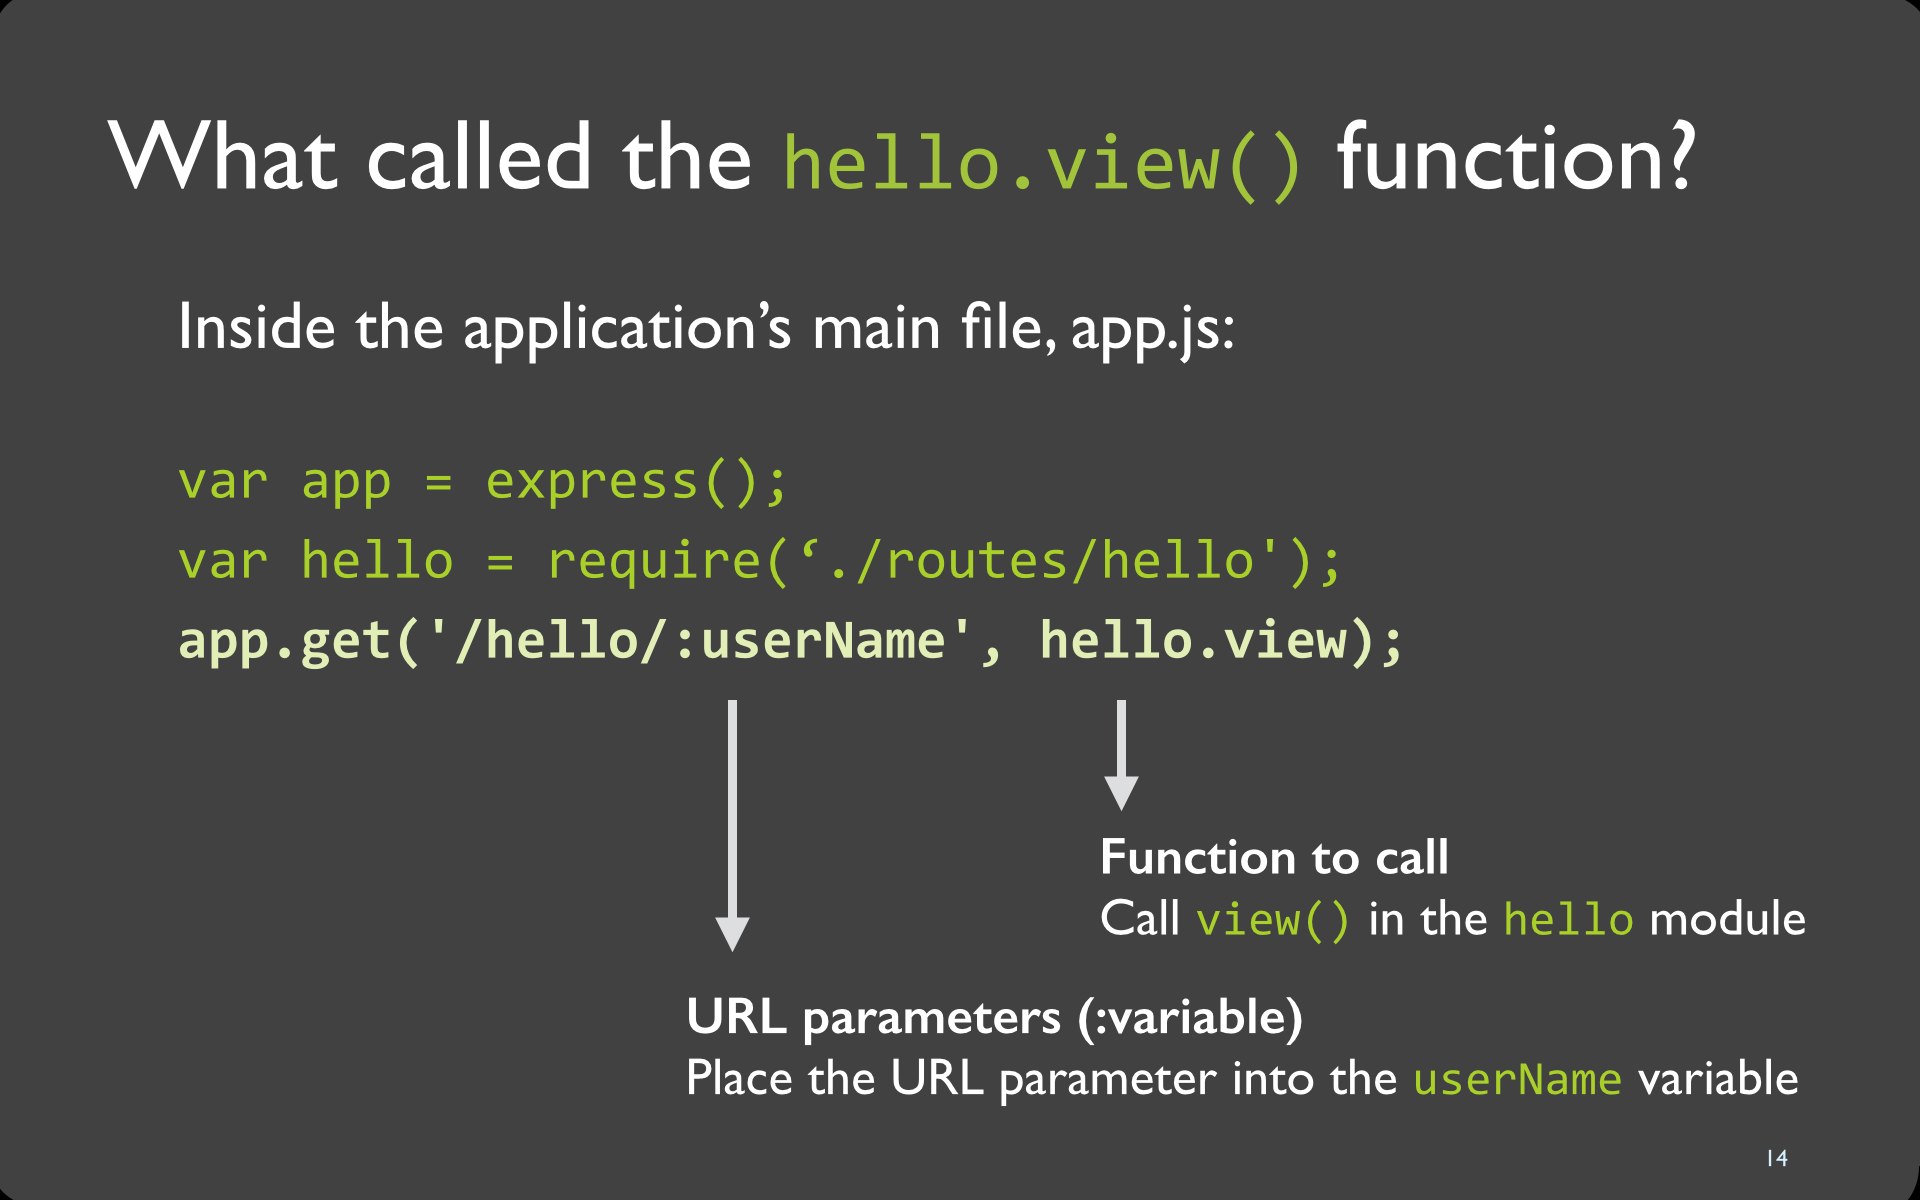 What called the hello.view() function?
Inside the application’s main file, app.js:
var app = express();
var hello = require(‘./routes/hello');
app.get('/hello/:userName', hello.view);
Function to call
Call view() in the hello module
URL parameters (:variable)
Place the URL parameter into the userName variable
14